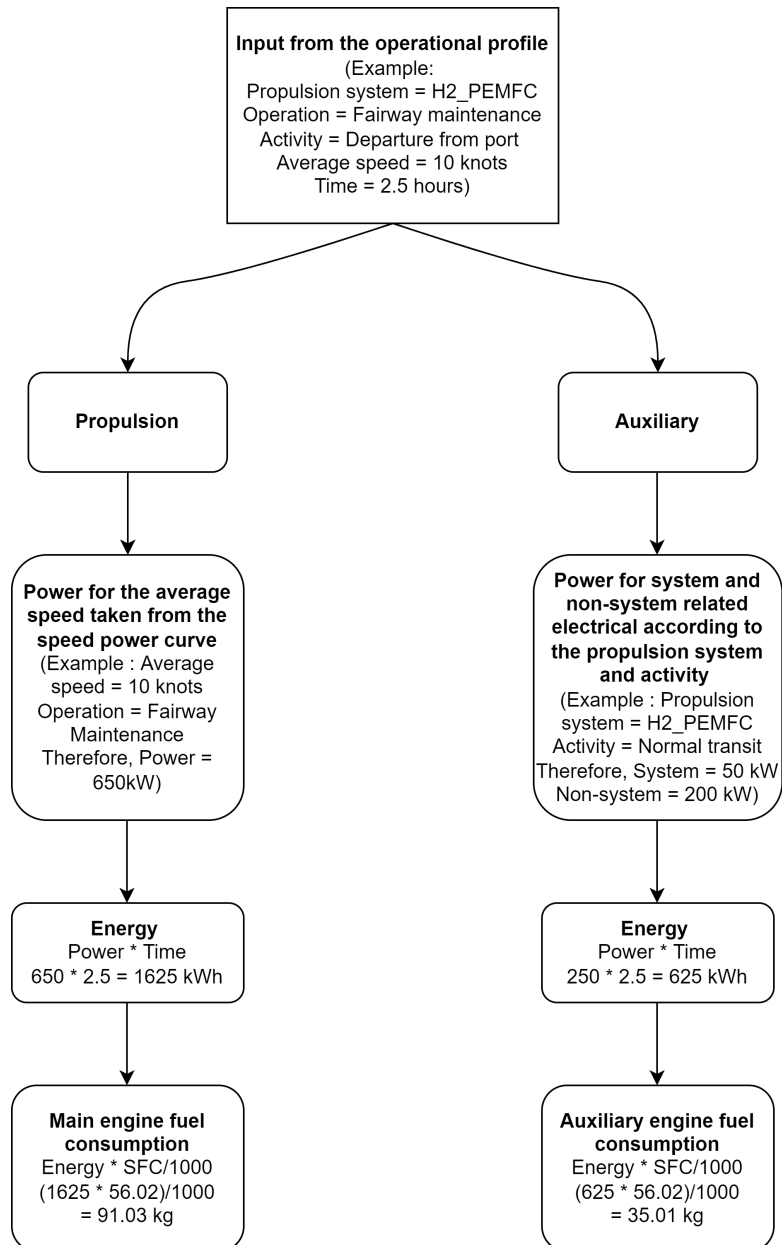 Input from the operational profile
(Example:
Propulsion system = H2_PEMFC
Operation = Fairway maintenance
Activity = Departure from port
Average speed = 10 knots
Time = 2.5 hours)
Propulsion
Auxiliary
Power for the average
speed taken from the
speed power curve
(Example : Average
speed = 10 knots
Operation = Fairway
Maintenance
Therefore, Power =
650kW)
Power for system and
non-system related
electrical according to
the propulsion system
and activity
(Example : Propulsion
system = H2_PEMFC
Activity = Normal transit
Therefore, System = 50 kW
Non-system = 200 kW)
Energy
Power * Time
650 * 2.5 = 1625 kWh
Energy
Power * Time
250 * 2.5 = 625 kWh
Main engine fuel
consumption
Energy * SFC/1000
(1625 * 56.02)/1000
= 91.03 kg
Auxiliary engine fuel
consumption
Energy * SFC/1000
(625 * 56.02)/1000
= 35.01 kg